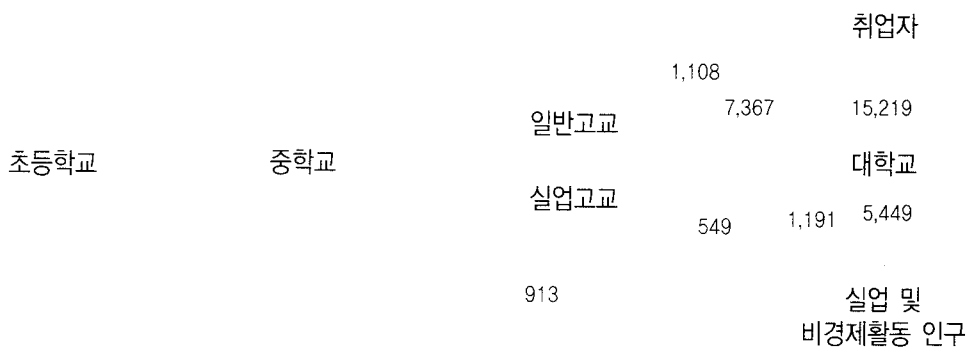 취업자
1,108
7,367 15,219
일반고교
초등학교 중학교 대학교
실업고교
549 1,191 5,449
913
실업 및
비경제활동 인구